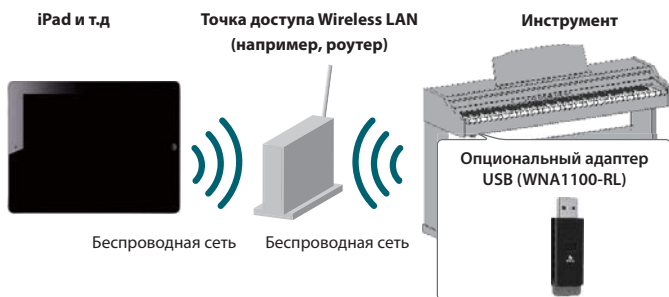 iPad и т.д
Точка доступа Wireless LAN
(например, роутер)
Инструмент
Опциональный адаптер
USB (WNA1100-RL)
Беспроводная сеть
Беспроводная сеть